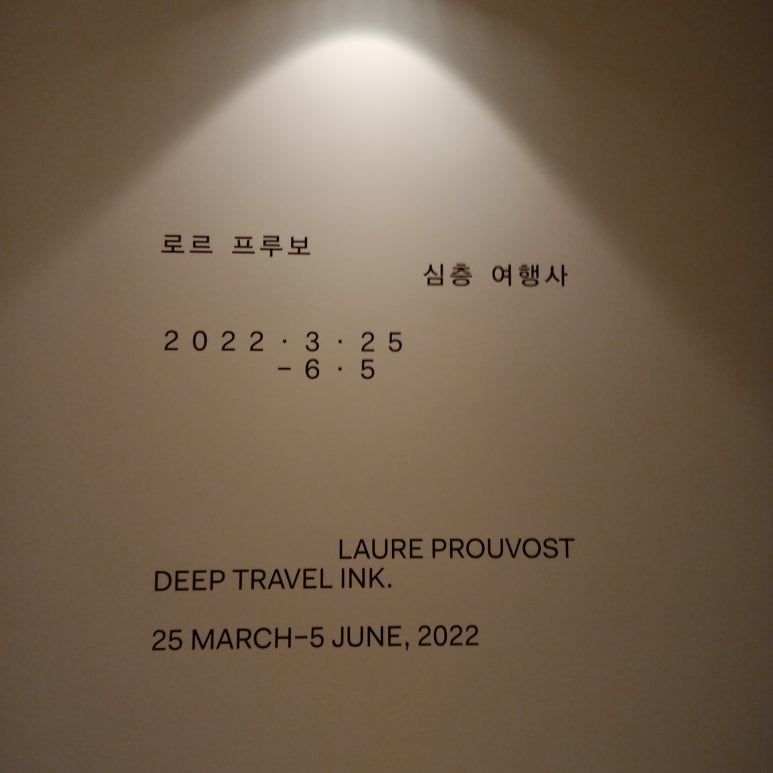 로르 프루보
심층 여행사
2022·3·25
-6·5
LAURE PROUVOST
DEEP TRAVEL INK.
25 MARCH–5 JUNE, 2022